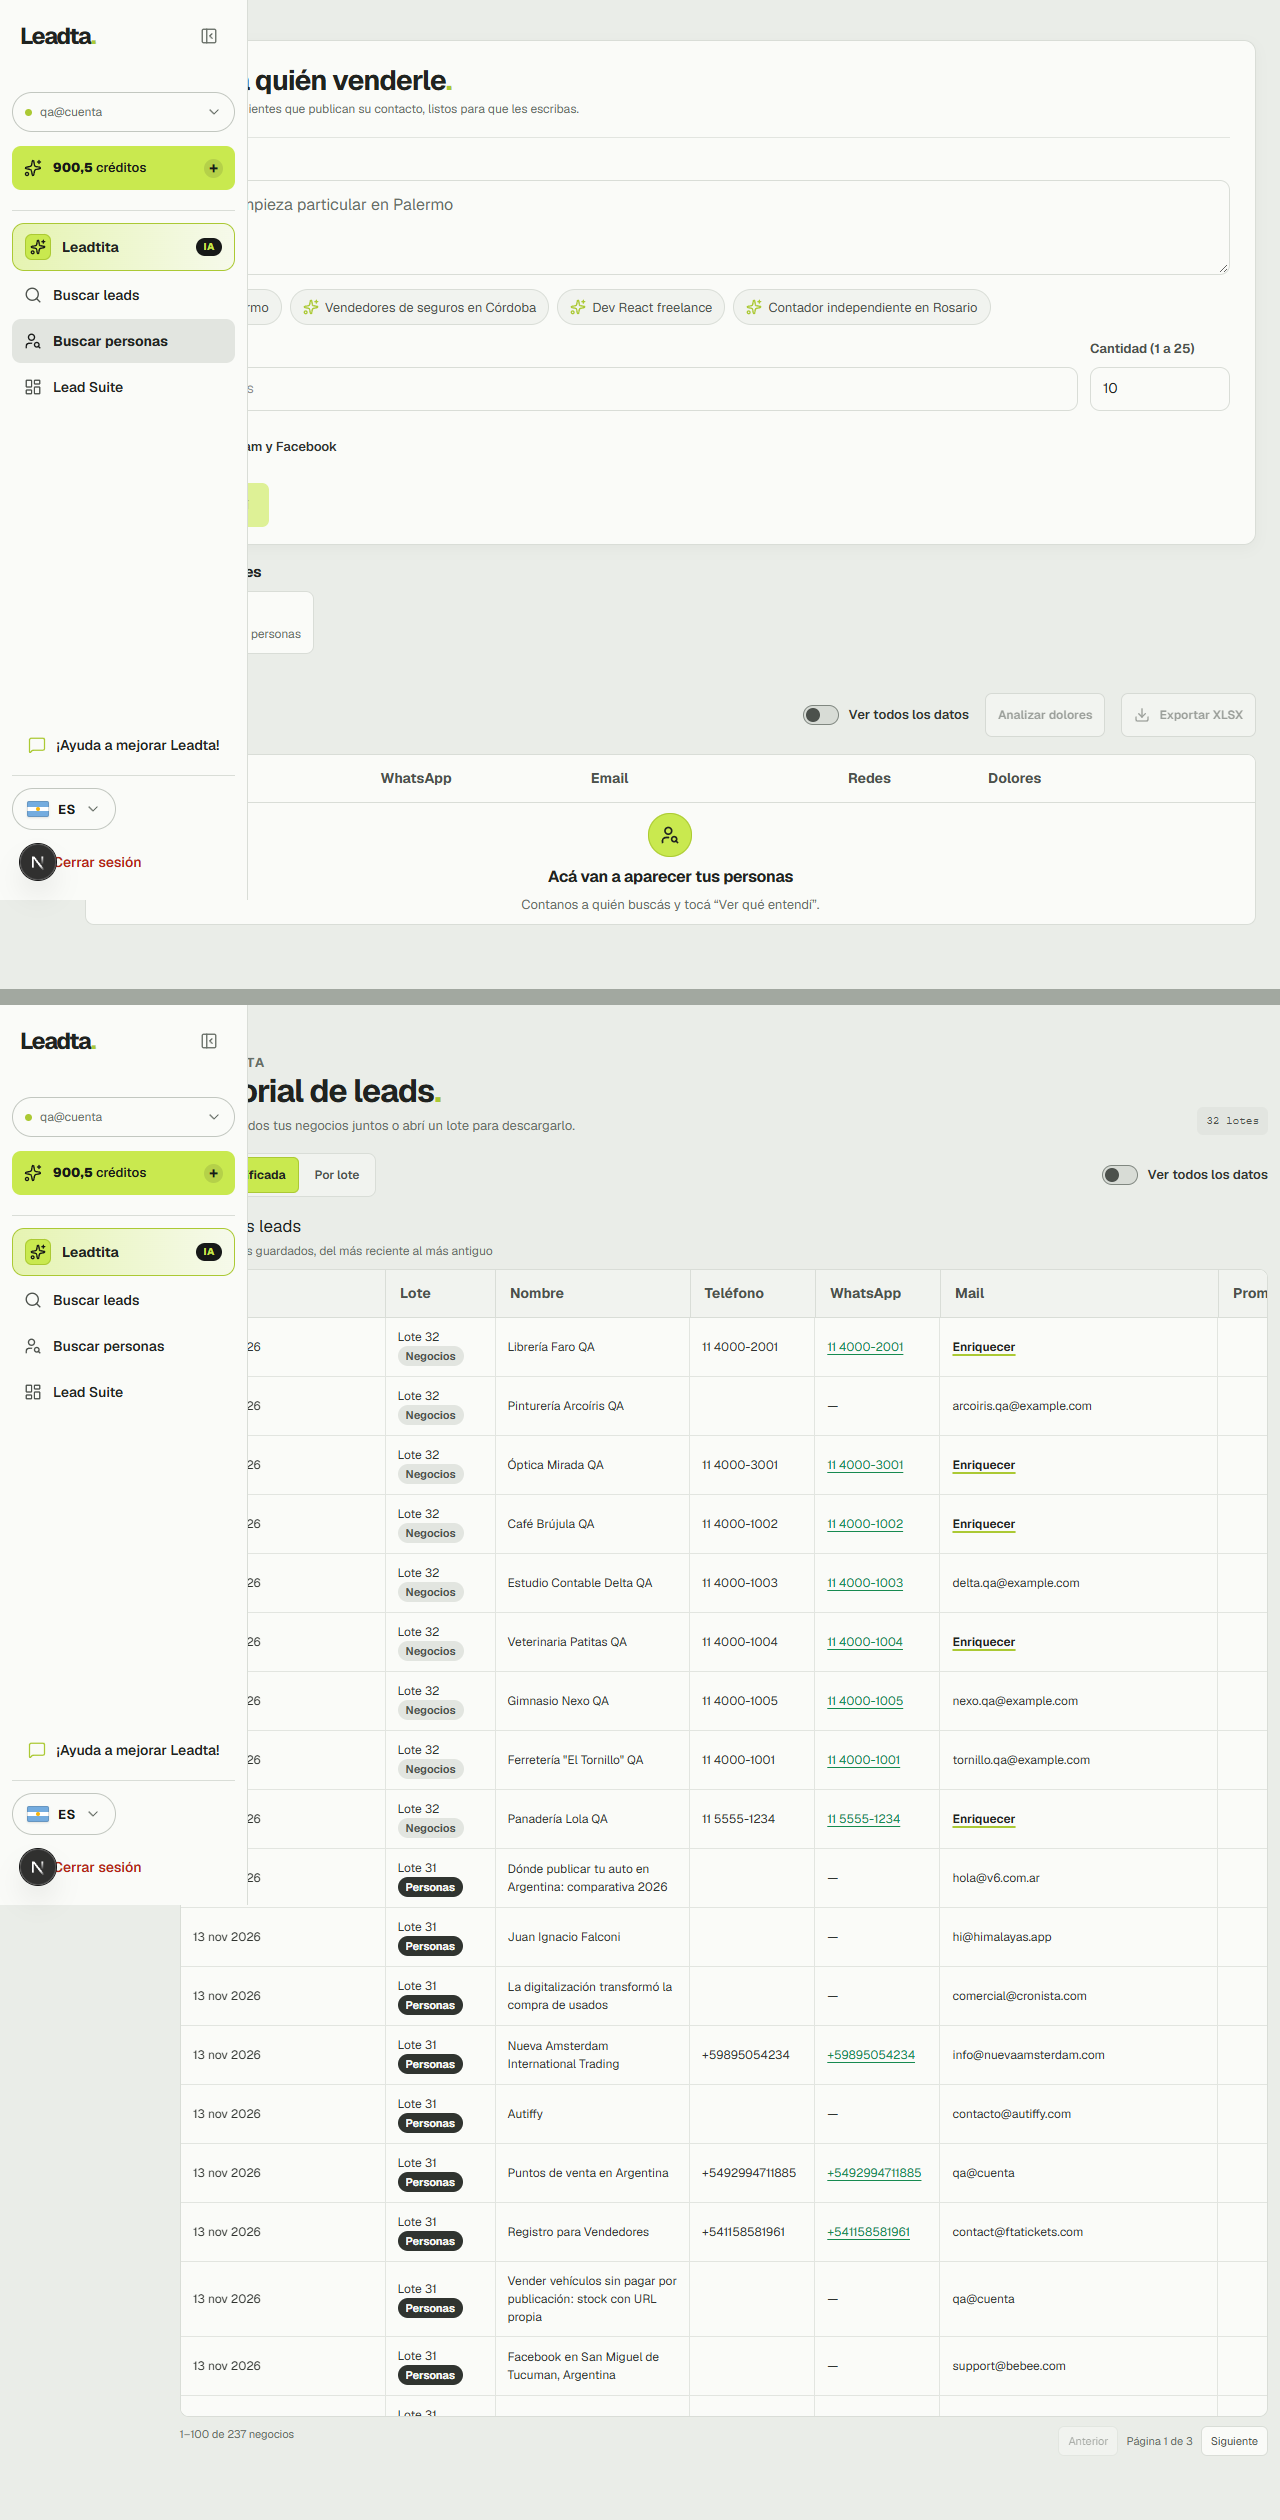 Leadta.
qa@cuenta
900,5 créditos
+
Leadtita
IA
Buscar leads
Buscar personas
Lead Suite
¡Ayuda a mejorar Leadta!
ES
N
Cerrar sesión
quién venderle.
ientes que publican su contacto, listos para que les escribas.
npieza particular en Palermo
rmo
Vendedores de seguros en Córdoba
Dev React freelance
Contador independiente en Rosario
Cantidad (1 a 25)
s
10
am y Facebook
es
personas
Ver todos los datos
Analizar dolores
Exportar XLSX
WhatsApp
Email
Redes
Dolores
Acá van a aparecer tus personas
Contanos a quién buscás y tocá “Ver qué entendí”.
Leadta.
qa@cuenta
900,5 créditos
+
Leadtita
IA
Buscar leads
Buscar personas
Lead Suite
¡Ayuda a mejorar Leadta!
ES
N
Cerrar sesión
TA
orial de leads.
dos tus negocios juntos o abrí un lote para descargarlo.
32 lotes
ficada
Por lote
Ver todos los datos
s leads
s guardados, del más reciente al más antiguo
Lote Nombre Teléfono WhatsApp Mail Prom
26 Lote 32 Negocios Librería Faro QA 11 4000-2001 11 4000-2001 Enriquecer
26 Lote 32 Negocios Pinturería Arcoíris QA — arcoiris.qa@example.com
26 Lote 32 Negocios Óptica Mirada QA 11 4000-3001 11 4000-3001 Enriquecer
26 Lote 32 Negocios Café Brújula QA 11 4000-1002 11 4000-1002 Enriquecer
26 Lote 32 Negocios Estudio Contable Delta QA 11 4000-1003 11 4000-1003 delta.qa@example.com
26 Lote 32 Negocios Veterinaria Patitas QA 11 4000-1004 11 4000-1004 Enriquecer
26 Lote 32 Negocios Gimnasio Nexo QA 11 4000-1005 11 4000-1005 nexo.qa@example.com
26 Lote 32 Negocios Ferretería "El Tornillo" QA 11 4000-1001 11 4000-1001 tornillo.qa@example.com
26 Lote 32 Negocios Panadería Lola QA 11 5555-1234 11 5555-1234 Enriquecer
26 Lote 31 Personas Dónde publicar tu auto en Argentina: comparativa 2026 — hola@v6.com.ar
13 nov 2026 Lote 31 Personas Juan Ignacio Falconi — hi@himalayas.app
13 nov 2026 Lote 31 Personas La digitalización transformó la compra de usados — comercial@cronista.com
13 nov 2026 Lote 31 Personas Nueva Amsterdam International Trading +59895054234 +59895054234 info@nuevaamsterdam.com
13 nov 2026 Lote 31 Personas Autiffy — contacto@autiffy.com
13 nov 2026 Lote 31 Personas Puntos de venta en Argentina +5492994711885 +5492994711885 qa@cuenta
13 nov 2026 Lote 31 Personas Registro para Vendedores +541158581961 +541158581961 contact@ftatickets.com
13 nov 2026 Lote 31 Personas Vender vehículos sin pagar por publicación: stock con URL propia — qa@cuenta
13 nov 2026 Lote 31 Personas Facebook en San Miguel de Tucuman, Argentina — support@bebee.com
Lote 31
1–100 de 237 negocios
Anterior
Página 1 de 3
Siguiente